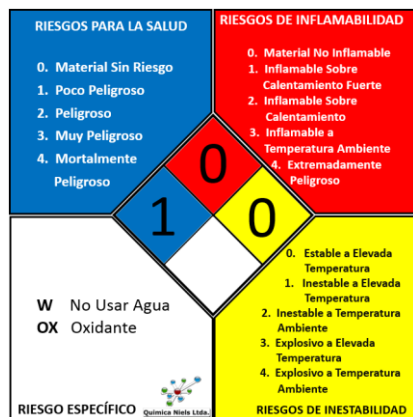 RIESGOS PARA LA SALUD
0. Material Sin Riesgo
1. Poco Peligroso
2. Peligroso
3. Muy Peligroso
4. Mortalmente
Peligroso
RIESGOS DE INFLAMABILIDAD
0. Material No Inflamable
1. Inflamable Sobre
Calentamiento Fuerte
2. Inflamable Sobre
Calentamiento
3. Inflamable a
Temperatura Ambiente
4. Extremadamente
Peligroso
0
1
0
W No Usar Agua
OX Oxidante
RIESGO ESPECÍFICO
Química Niels Ltda.
0. Estable a Elevada
Temperatura
1. Inestable a Elevada
Temperatura
2. Inestable a Temperatura
Ambiente
3. Explosivo a Elevada
Temperatura
4. Explosivo a Temperatura
Ambiente
RIESGOS DE INESTABILIDAD